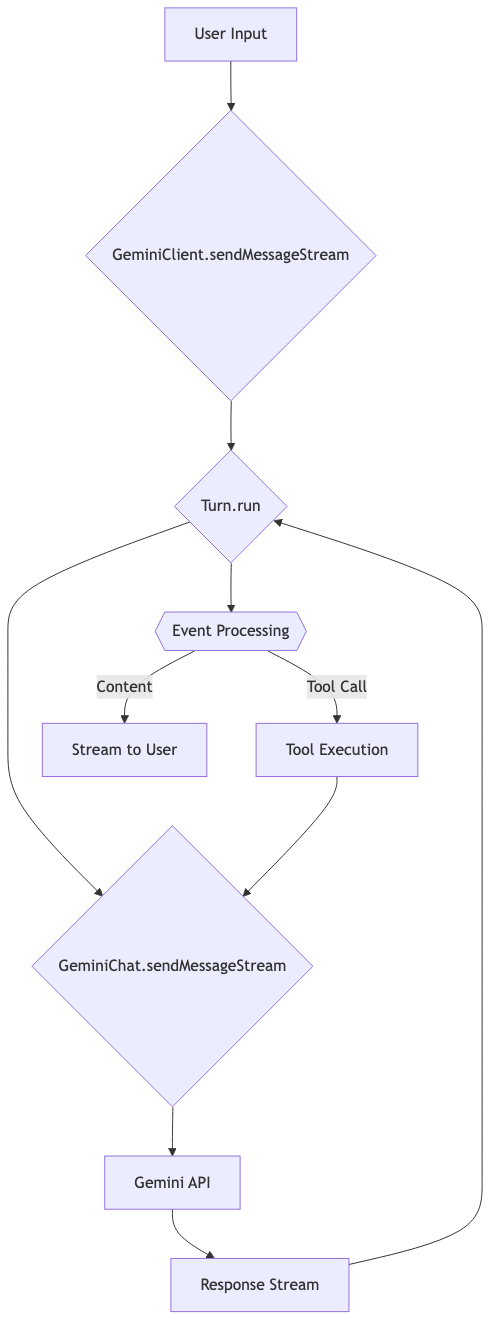 User Input
GeminiClient.sendMessageStream
Turn.run
Event Processing
Content
Tool Call
Stream to User
Tool Execution
GeminiChat.sendMessageStream
Gemini API
Response Stream